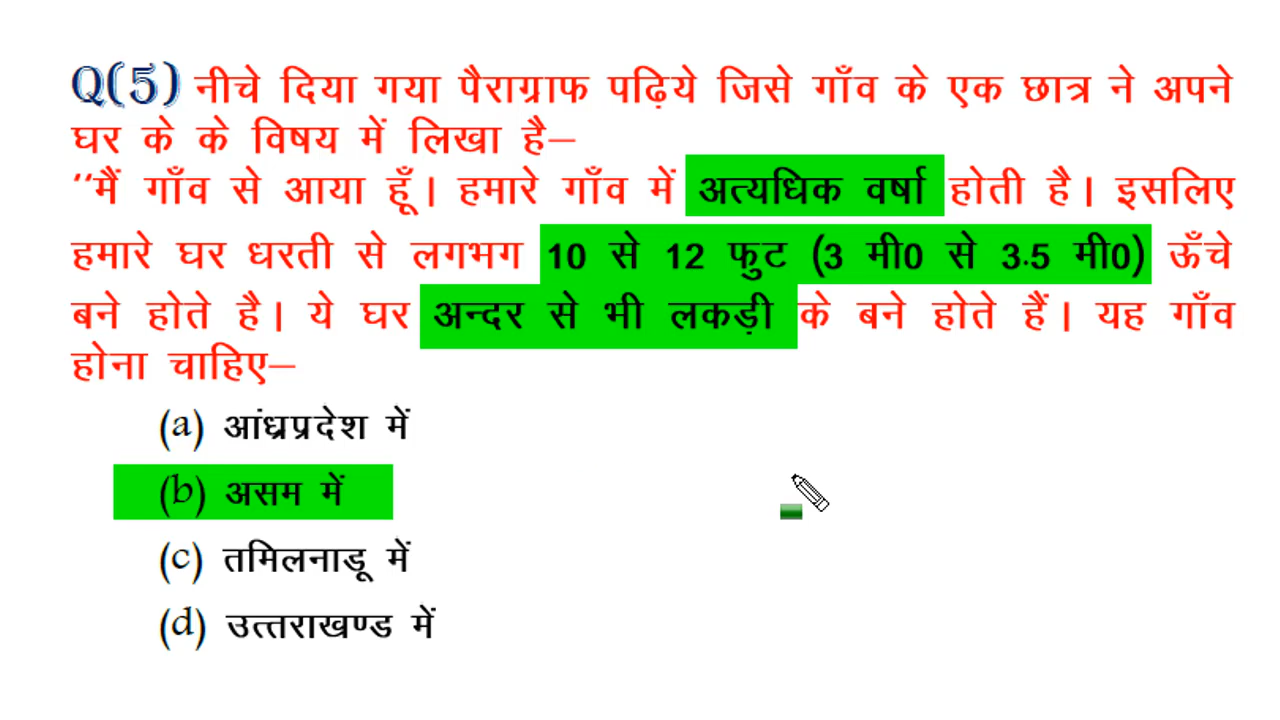 Q(5) नीचे दिया गया पैराग्राफ पढ़िये जिसे गाँव के एक छात्र ने अपने
घर के के विषय में लिखा है–
‘‘मैं गाँव से आया हूँ। हमारे गाँव में अत्यधिक वर्षा होती है। इसलिए
हमारे घर धरती से लगभग 10 से 12 फुट (3 मी0 से 3.5 मी0) ऊँचे
बने होते है। ये घर अन्दर से भी लकड़ी के बने होते हैं। यह गाँव
होना चाहिए–
(a) आंध्रप्रदेश में
(b) असम में
(c) तमिलनाडू में
(d) उत्तराखण्ड में